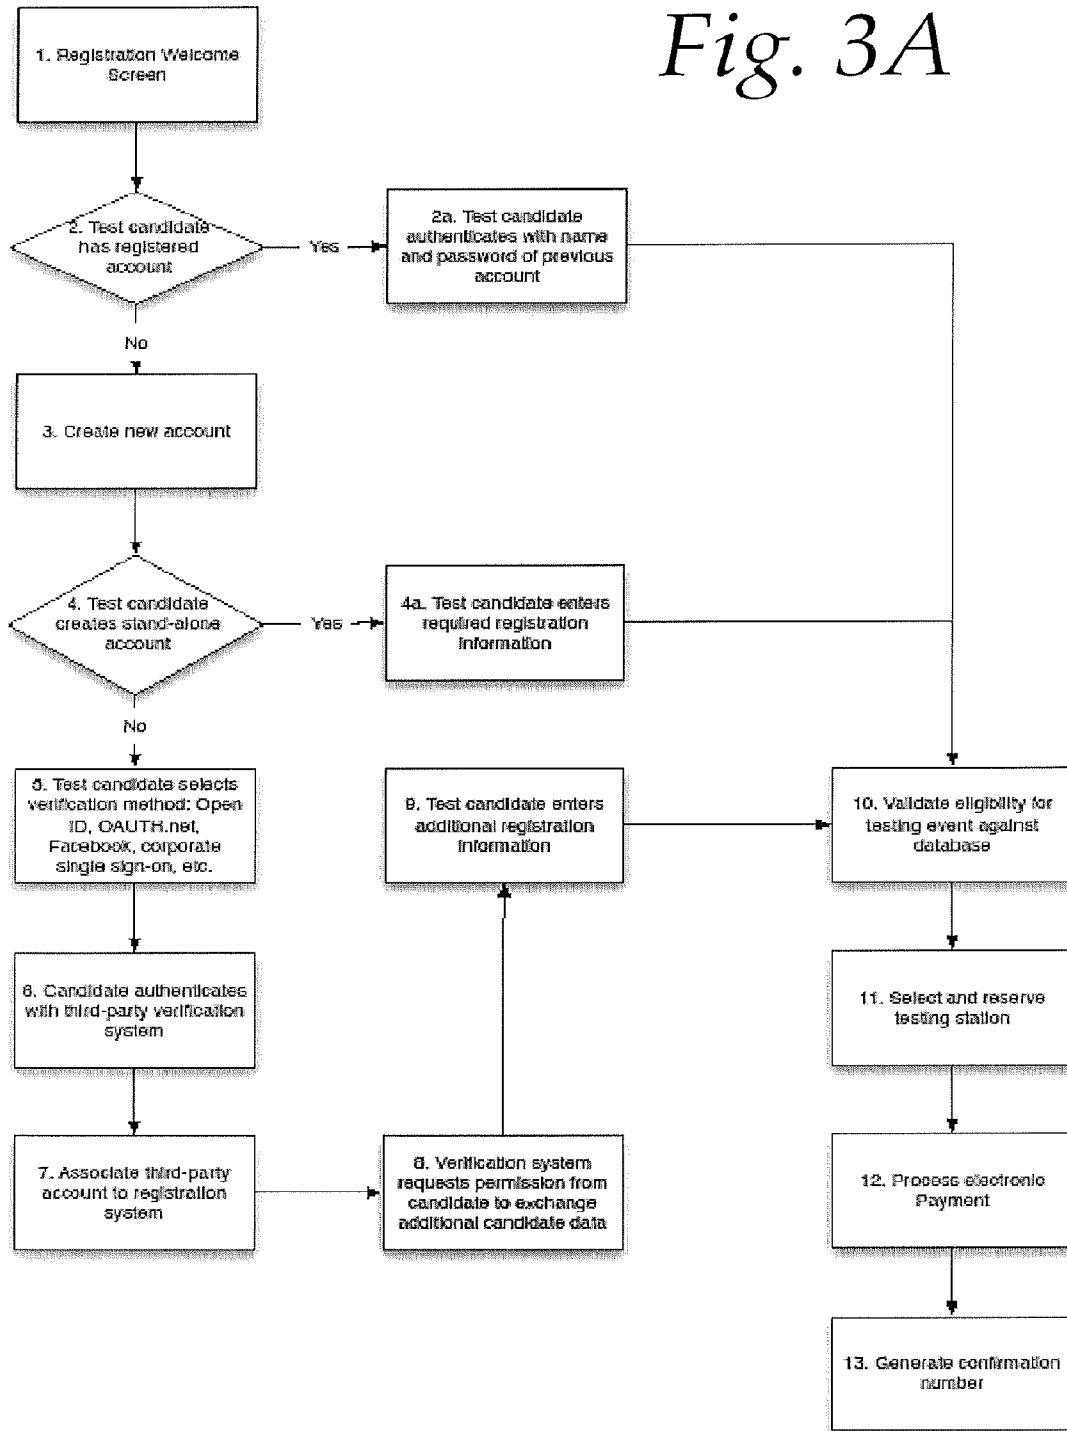 Fig. 3A
1. Registration Welcome
Screen
2. Test candidate
has registered
account
Yes
2a. Test candidate
authenticates with name
and password of previous
account
No
3. Create new account
4. Test candidate
creates stand-alone
account
Yes
4a. Test candidate enters
required registration
information
No
5. Test candidate selects
verification method: Open
ID, OAUTH.net,
Facebook, corporate
single sign-on, etc.
9. Test candidate enters
additional registration
information
10. Validate eligibility for
testing event against
database
6. Candidate authenticates
with third-party verification
system
11. Select and reserve
testing station
7. Associate third-party
account to registration
system
8. Verification system
requests permission from
candidate to exchange
additional candidate data
12. Process electronic
Payment
13. Generate confirmation
number